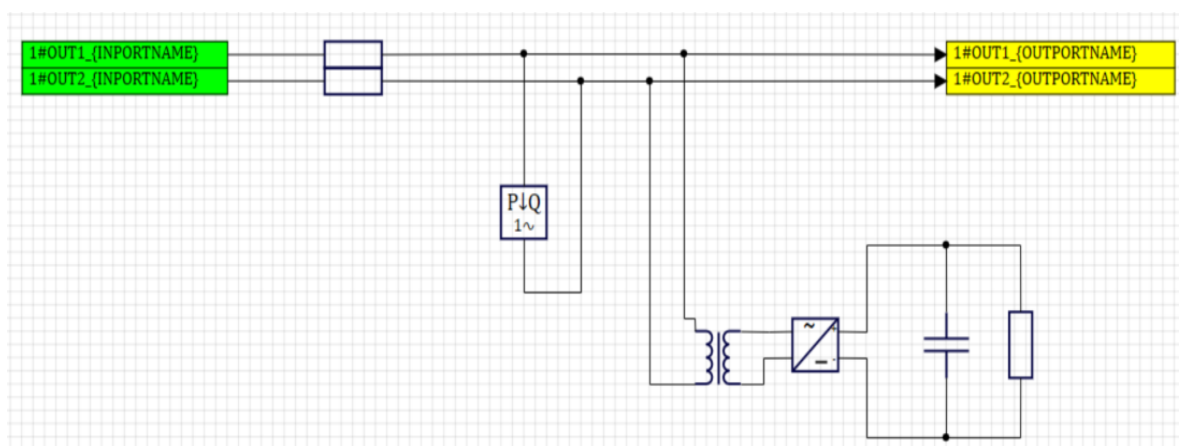 1#OUT1_{INPORTNAME}
1#OUT2_{INPORTNAME}
1#OUT1_{OUTPORTNAME}
1#OUT2_{OUTPORTNAME}
P↓Q
1∿
~
+
−
-